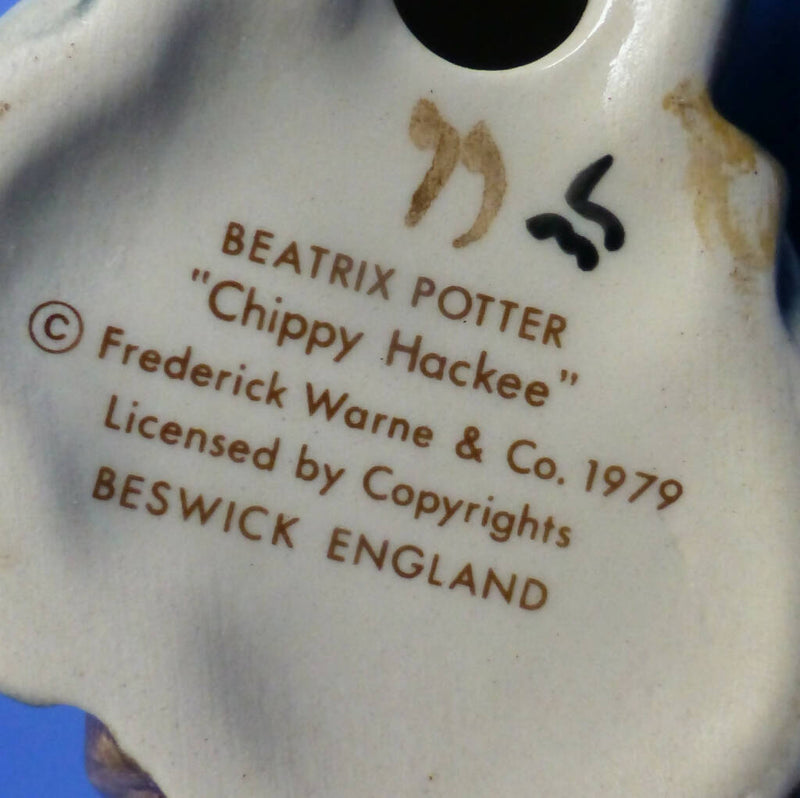 BEATRIX POTTER
"Chippy Hackee"
© Frederick Warne & Co. 1979
Licensed by Copyrights
BESWICK ENGLAND